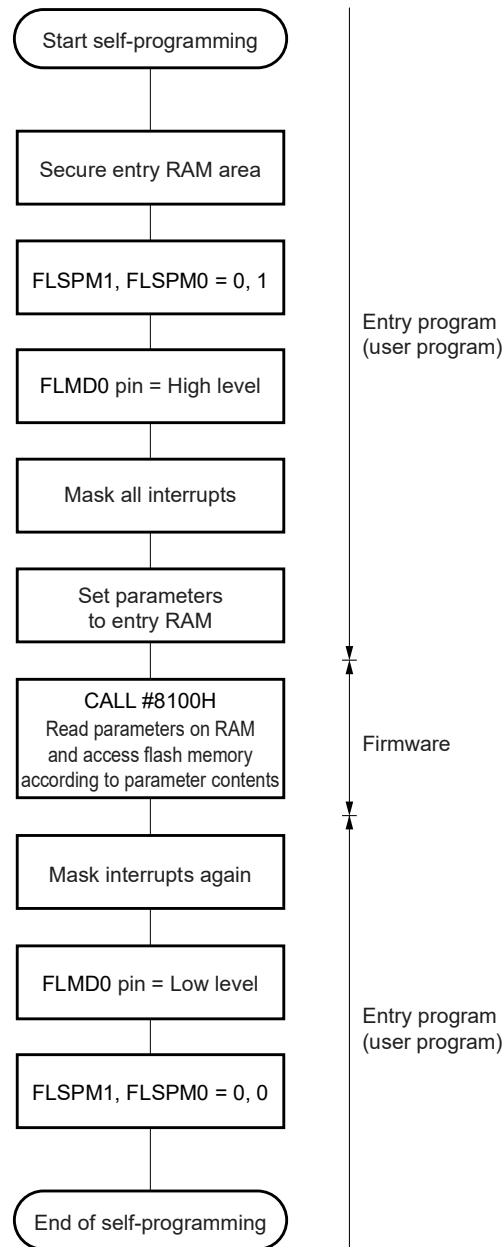 Start self-programming
Secure entry RAM area
FLSPM1, FLSPM0 = 0, 1
FLMD0 pin = High level
Mask all interrupts
Set parameters
to entry RAM
Entry program
(user program)
CALL #8100H
Read parameters on RAM
and access flash memory
according to parameter contents
Firmware
Mask interrupts again
FLMD0 pin = Low level
FLSPM1, FLSPM0 = 0, 0
End of self-programming
Entry program
(user program)